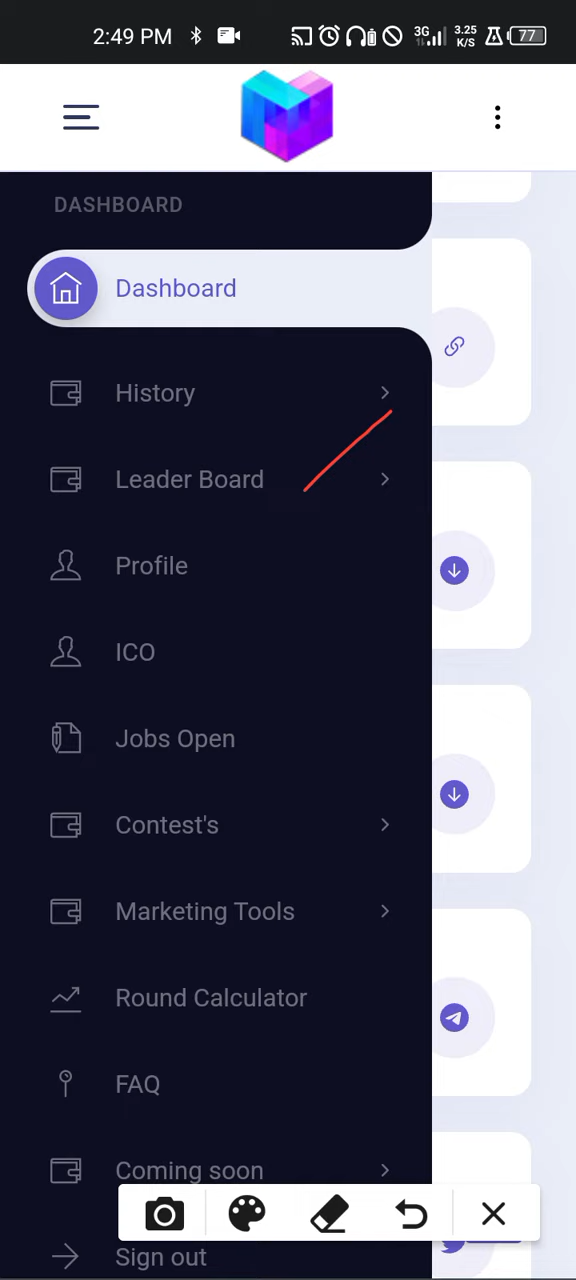 2:49 PM 3G 3.25 K/S 77
DASHBOARD
Dashboard
History
Leader Board
Profile
ICO
Jobs Open
Contest's
Marketing Tools
Round Calculator
FAQ
Coming soon
Sign out